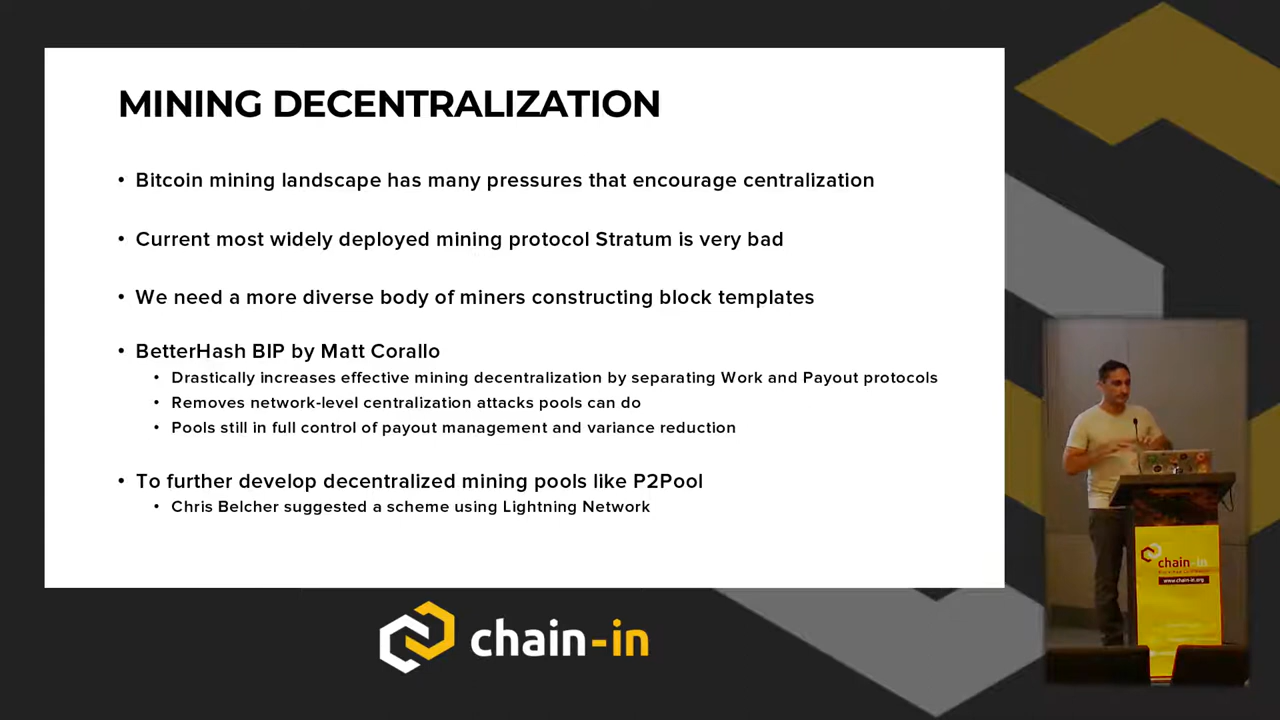 MINING DECENTRALIZATION
• Bitcoin mining landscape has many pressures that encourage centralization
• Current most widely deployed mining protocol Stratum is very bad
• We need a more diverse body of miners constructing block templates
• BetterHash BIP by Matt Corallo
• Drastically increases effective mining decentralization by separating Work and Payout protocols
• Removes network-level centralization attacks pools can do
• Pools still in full control of payout management and variance reduction
• To further develop decentralized mining pools like P2Pool
• Chris Belcher suggested a scheme using Lightning Network
chain-in
chain-in
www.chain-in.org